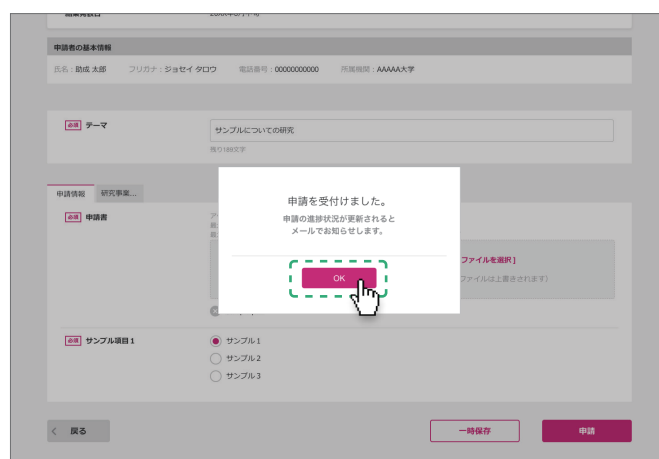 申請者の基本情報
氏名：助成 太郎 フリガナ：ジョセイ タロウ 電話番号：00000000000 所属機関：AAAAA大学
必須 テーマ
サンプルについての研究
残り189文字
申請情報 研究事業...
必須 申請書
申請を受付けました。
申請の進捗状況が更新されると
メールでお知らせします。
ファイルを選択 ]
ファイルは上書きされます）
OK
必須 サンプル項目 1
サンプル 1
サンプル 2
サンプル 3
< 戻る
一時保存
申請